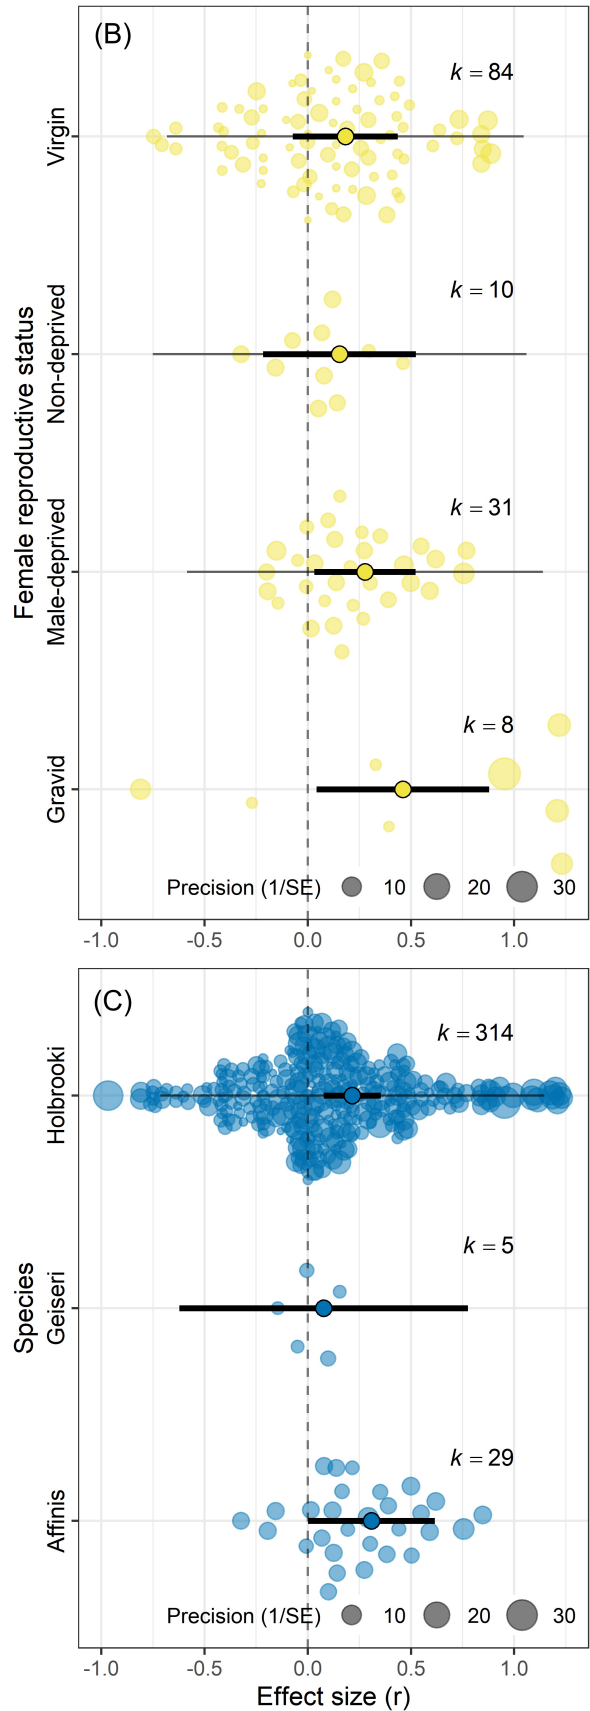 (B)
Female reproductive status
Virgin
k = 84
Non-deprived
k = 10
Male-deprived
k = 31
Gravid
k = 8
Precision (1/SE) 10 20 30
-1.0 -0.5 0.0 0.5 1.0
(C)
Species
Holbrooki
k = 314
Geiseri
k = 5
Affinis
k = 29
Precision (1/SE) 10 20 30
-1.0 -0.5 0.0 0.5 1.0
Effect size (r)